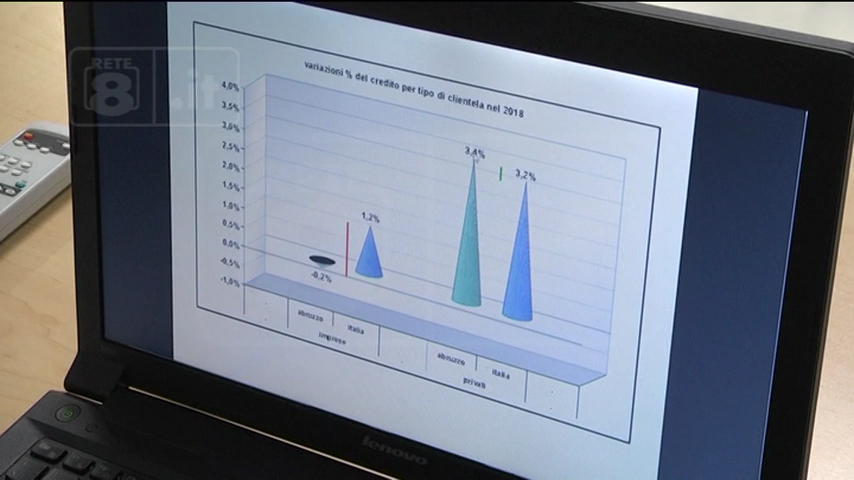 RETE
8 .it
variazioni % del credito per tipo di clientela nel 2018
4,0%
3,5%
3,0%
2,5%
2,0%
1,5%
1,0%
0,5%
0,0%
-0,5%
-1,0%
3,4%
3,2%
1,2%
-0,2%
abruzzo italia
imprese
abruzzo italia
privati
lenovo